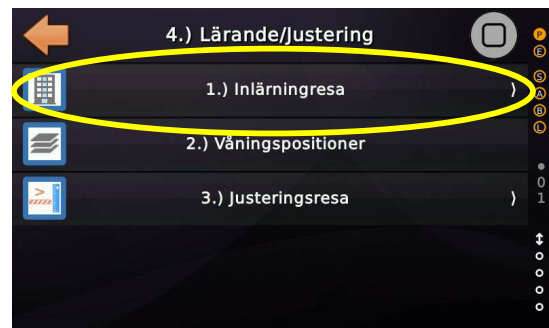 4.) Lärande/Justering
1.) Inlärningresa
2.) Våningspositioner
3.) Justeringsresa
P
E
S
A
B
L
0
1